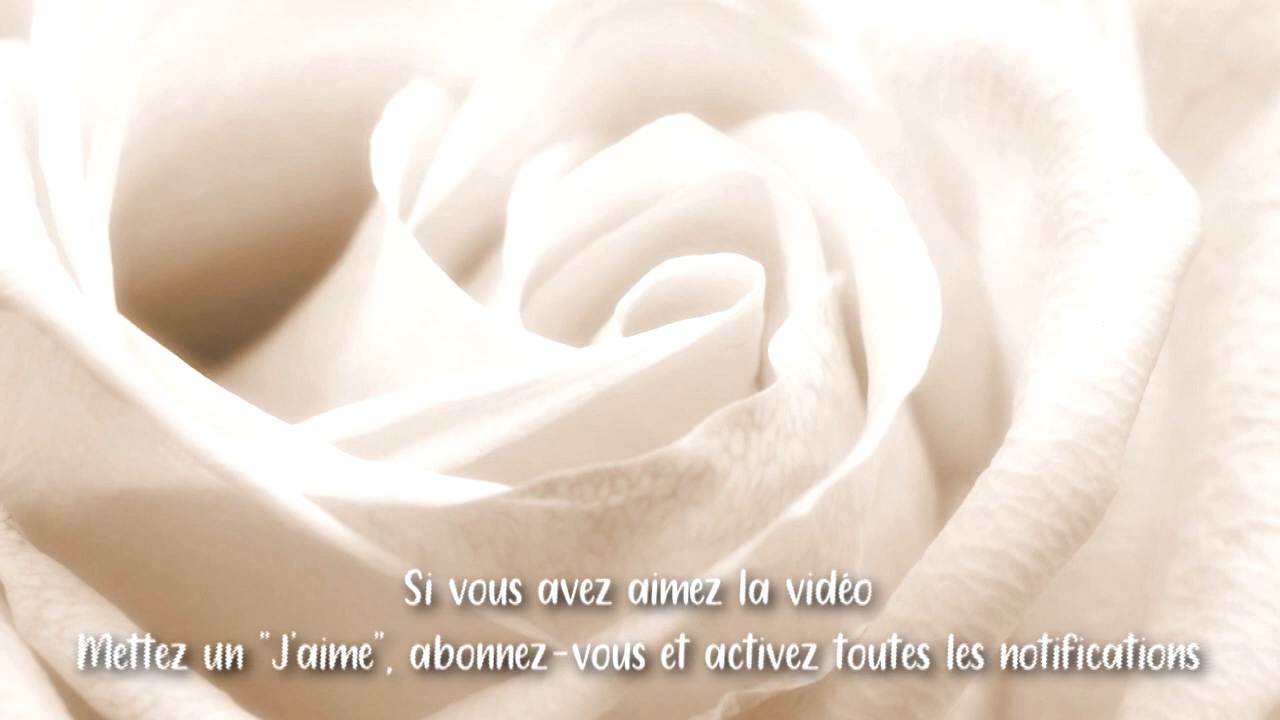 Si vous avez aimez la vidéo
Mettez un "J'aime", abonnez-vous et activez toutes les notifications